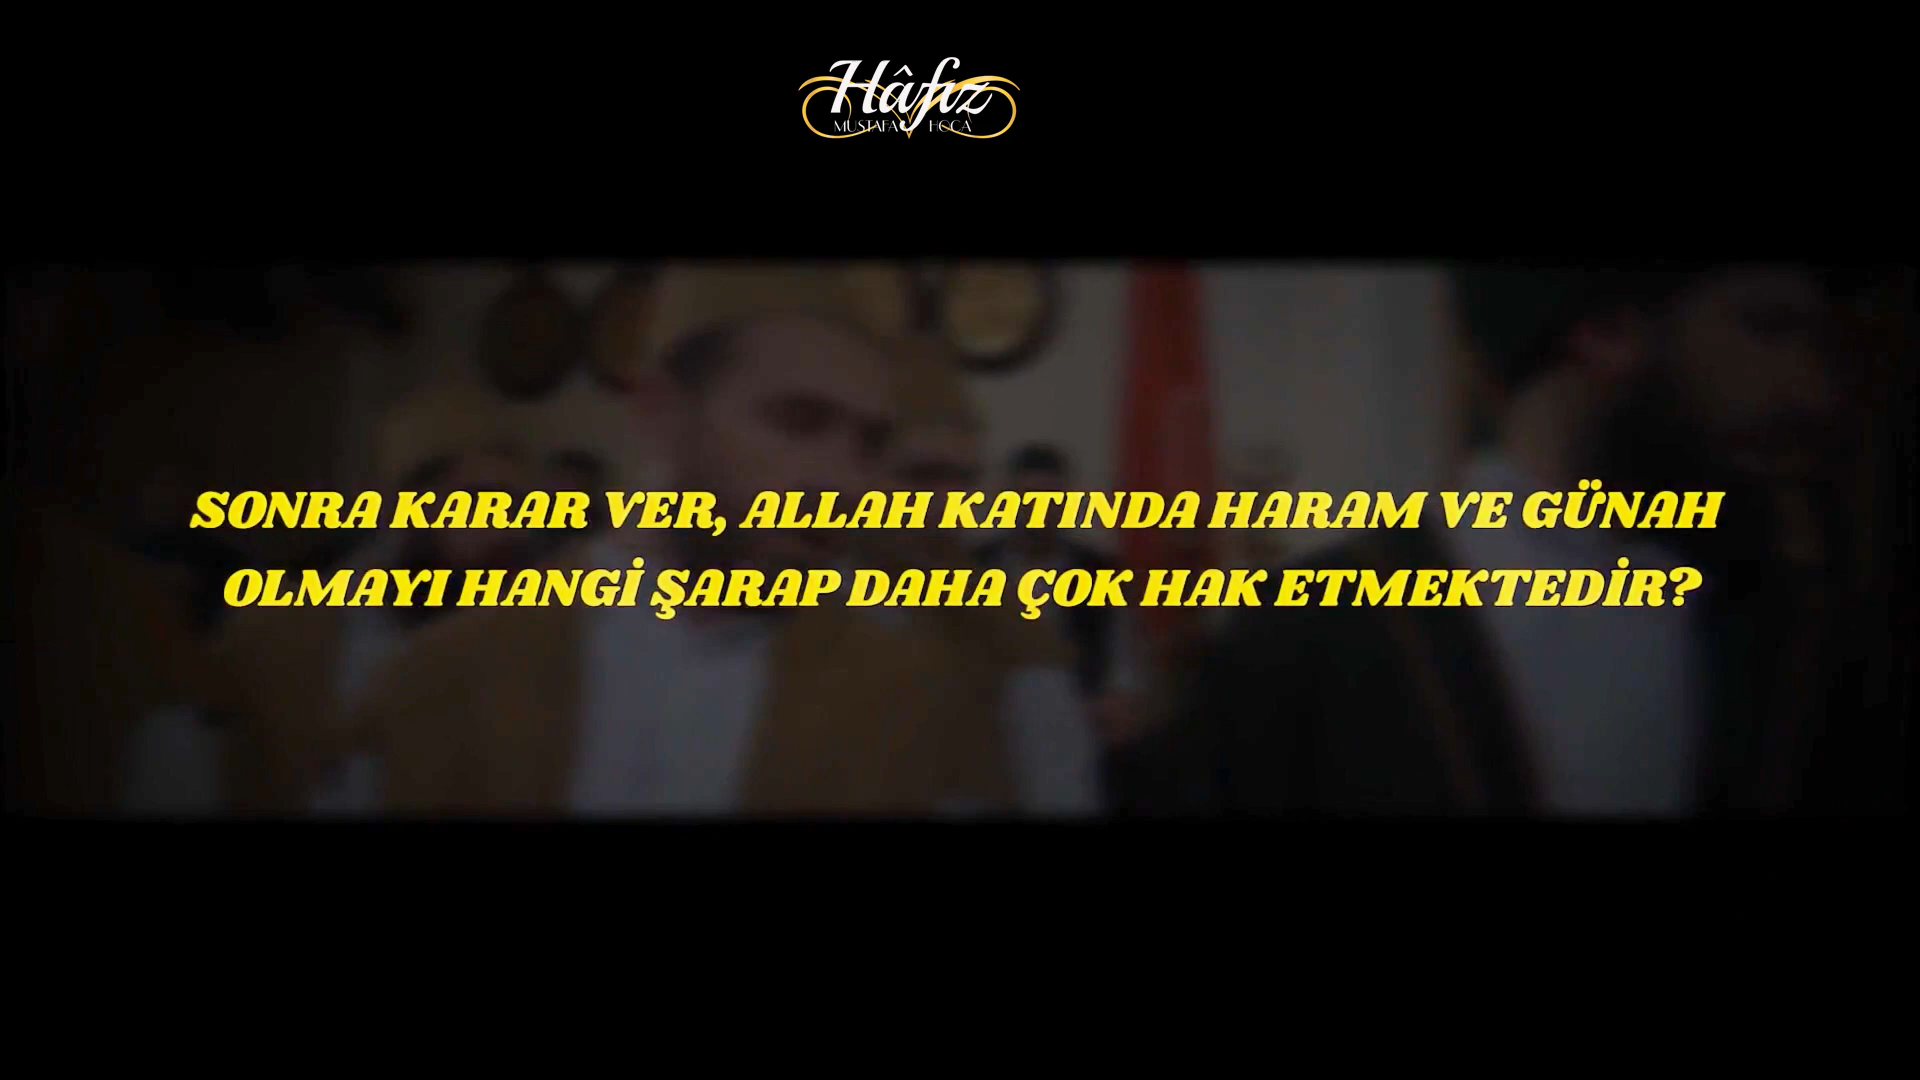 Hâfız
MUSTAFA HOCA
SONRA KARAR VER, ALLAH KATINDA HARAM VE GÜNAH
OLMAYI HANGİ ŞARAP DAHA ÇOK HAK ETMEKTEDİR?